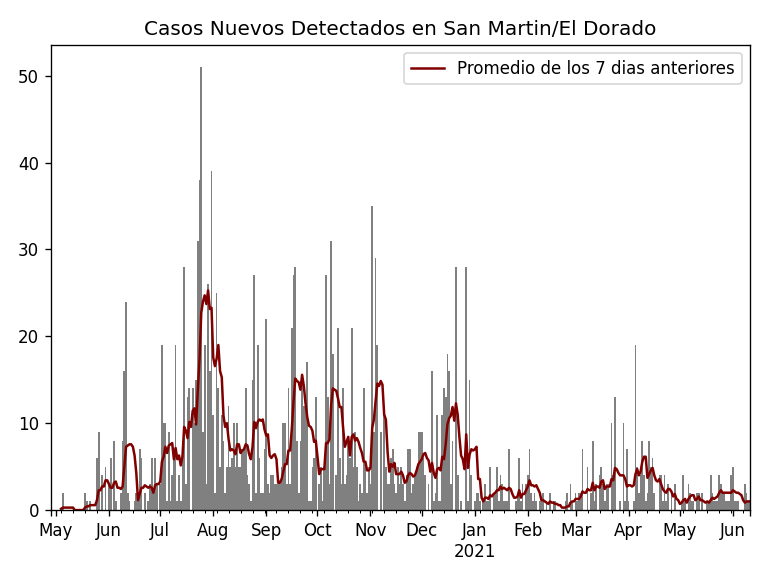 Casos Nuevos Detectados en San Martin/El Dorado
Promedio de los 7 dias anteriores
50
40
30
20
10
0
May Jun Jul Aug Sep Oct Nov Dec Jan Feb Mar Apr May Jun
2021